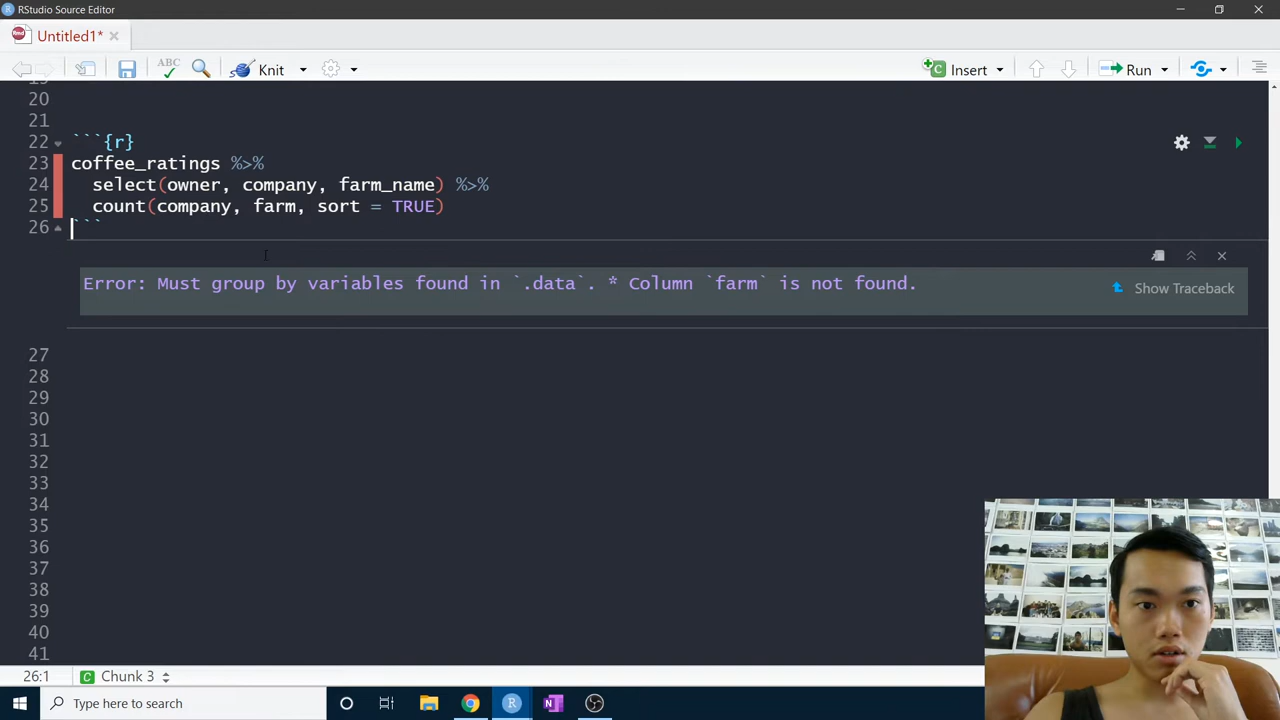 RStudio Source Editor
Untitled1*
ABC
Knit
Insert
Run
20
21
22 ```{r}
23 coffee_ratings %>%
24 select(owner, company, farm_name) %>%
25 count(company, farm, sort = TRUE)
26 ```
Error: Must group by variables found in `.data`. * Column `farm` is not found.
Show Traceback
27
28
29
30
31
32
33
34
35
36
37
38
39
40
41
26:1 C Chunk 3
Type here to search